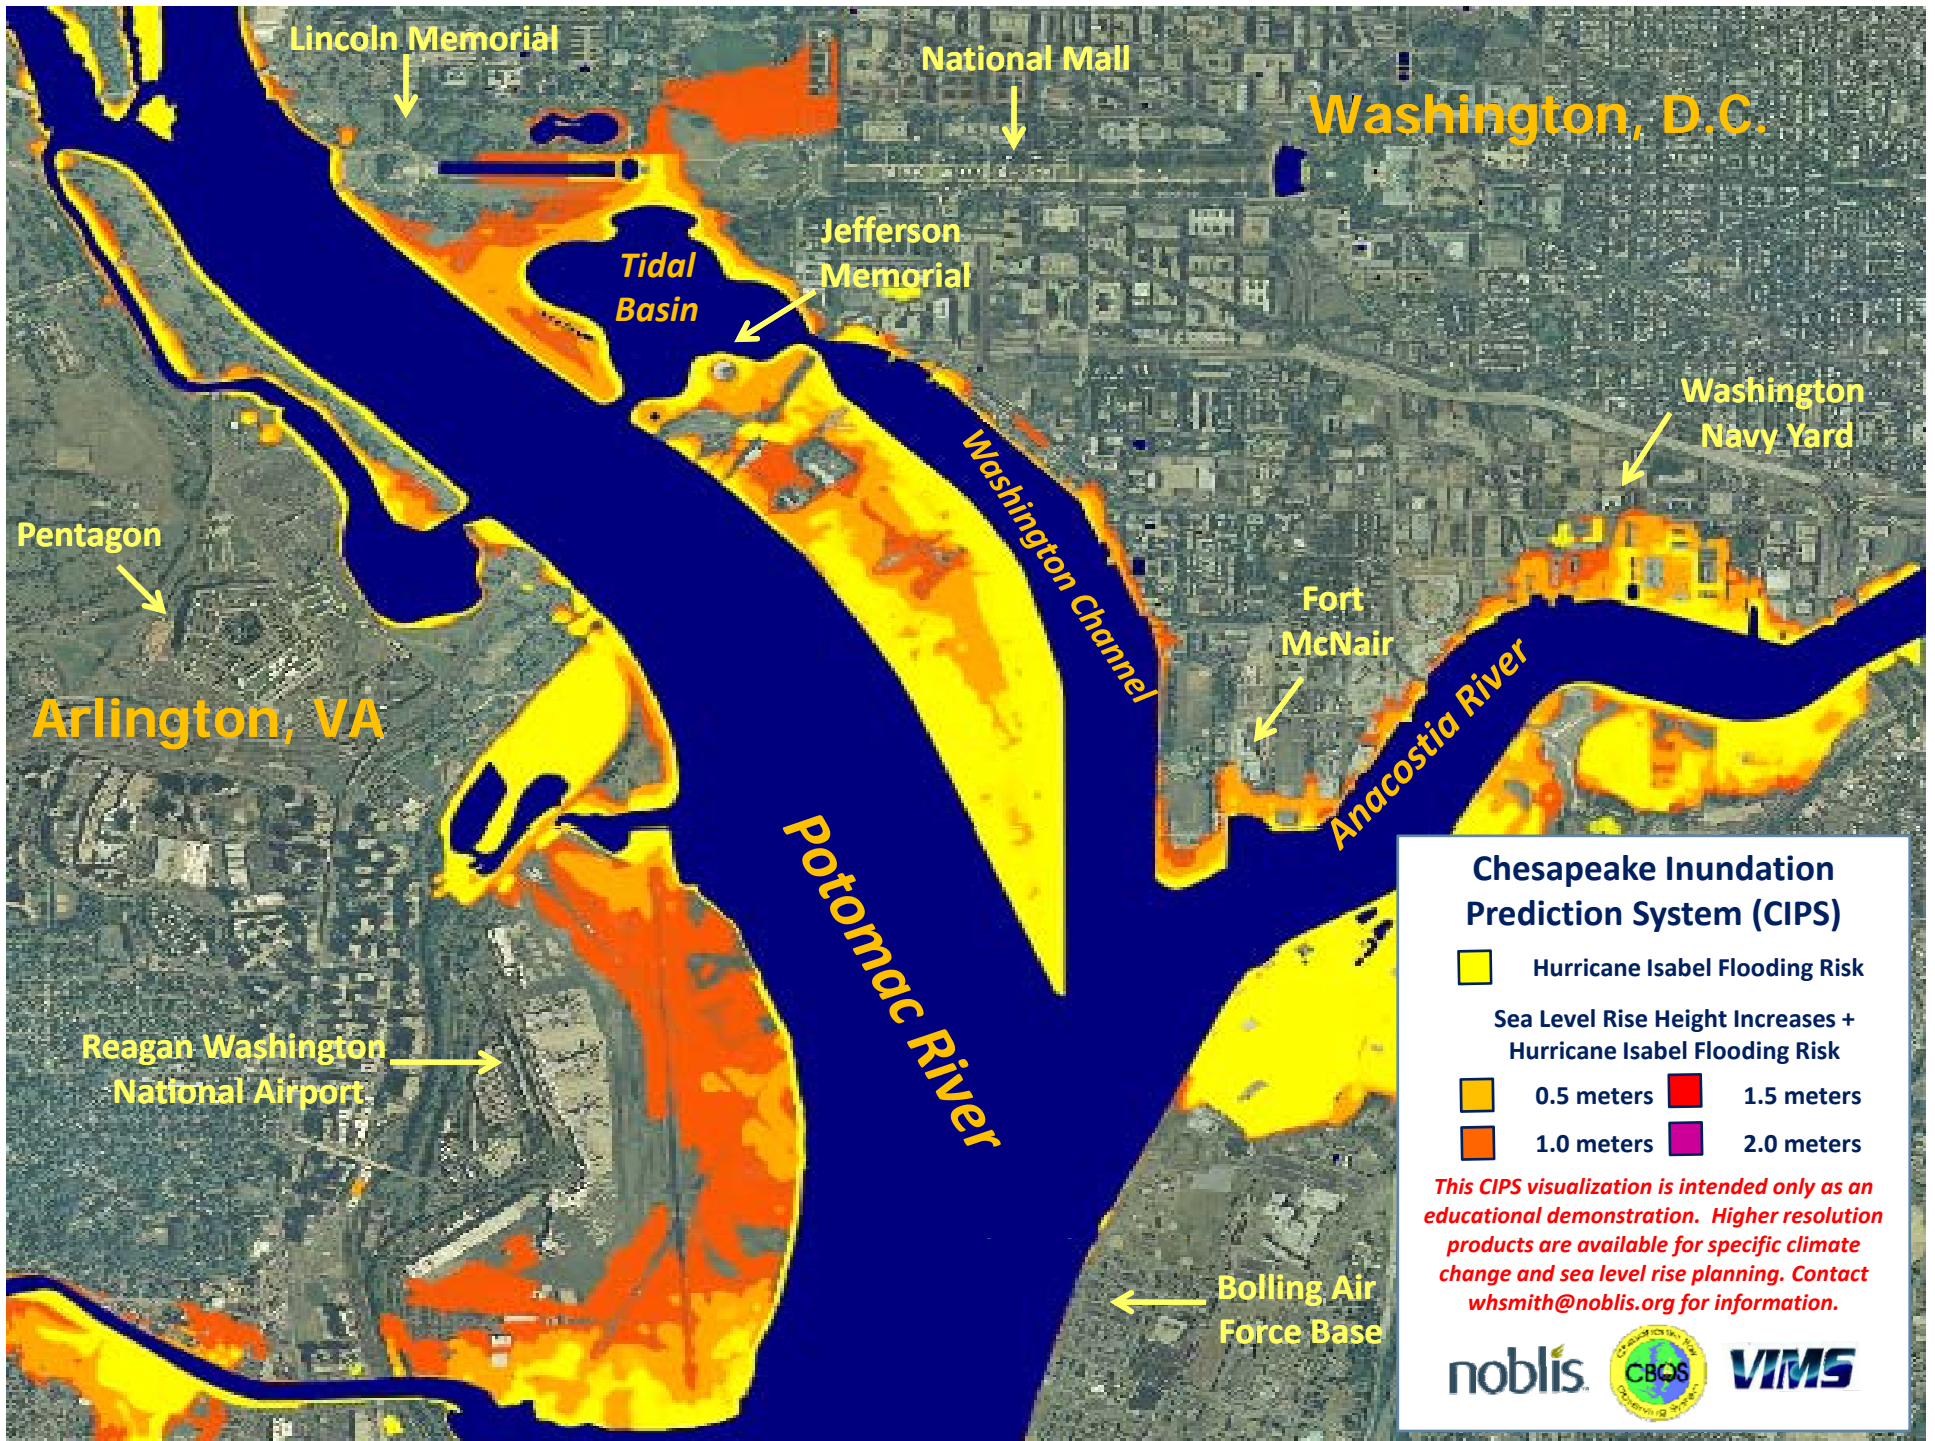 Lincoln Memorial
National Mall
Washington, D.C.
Jefferson
Memorial
Tidal
Basin
Washington
Navy Yard
Washington Channel
Pentagon
Fort
McNair
Anacostia River
Arlington, VA
Potomac River
Reagan Washington
National Airport
Bolling Air
Force Base
Chesapeake Inundation
Prediction System (CIPS)
Hurricane Isabel Flooding Risk
Sea Level Rise Height Increases +
Hurricane Isabel Flooding Risk
0.5 meters 1.5 meters
1.0 meters 2.0 meters
This CIPS visualization is intended only as an
educational demonstration. Higher resolution
products are available for specific climate
change and sea level rise planning. Contact
whsmith@noblis.org for information.
noblis
CBOS
VIMS